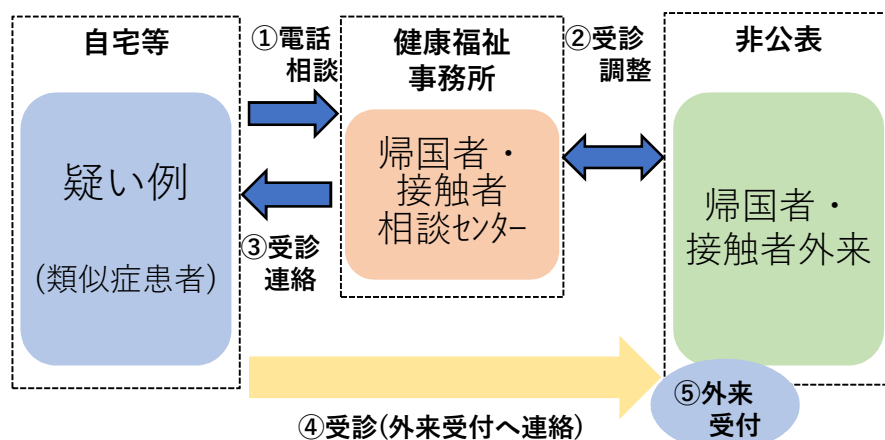 自宅等
疑い例
(類似症患者)
①電話
相談
③受診
連絡
健康福祉
事務所
帰国者・
接触者
相談ｾﾝﾀｰ
②受診
調整
非公表
帰国者・
接触者外来
④受診(外来受付へ連絡)
⑤外来
受付